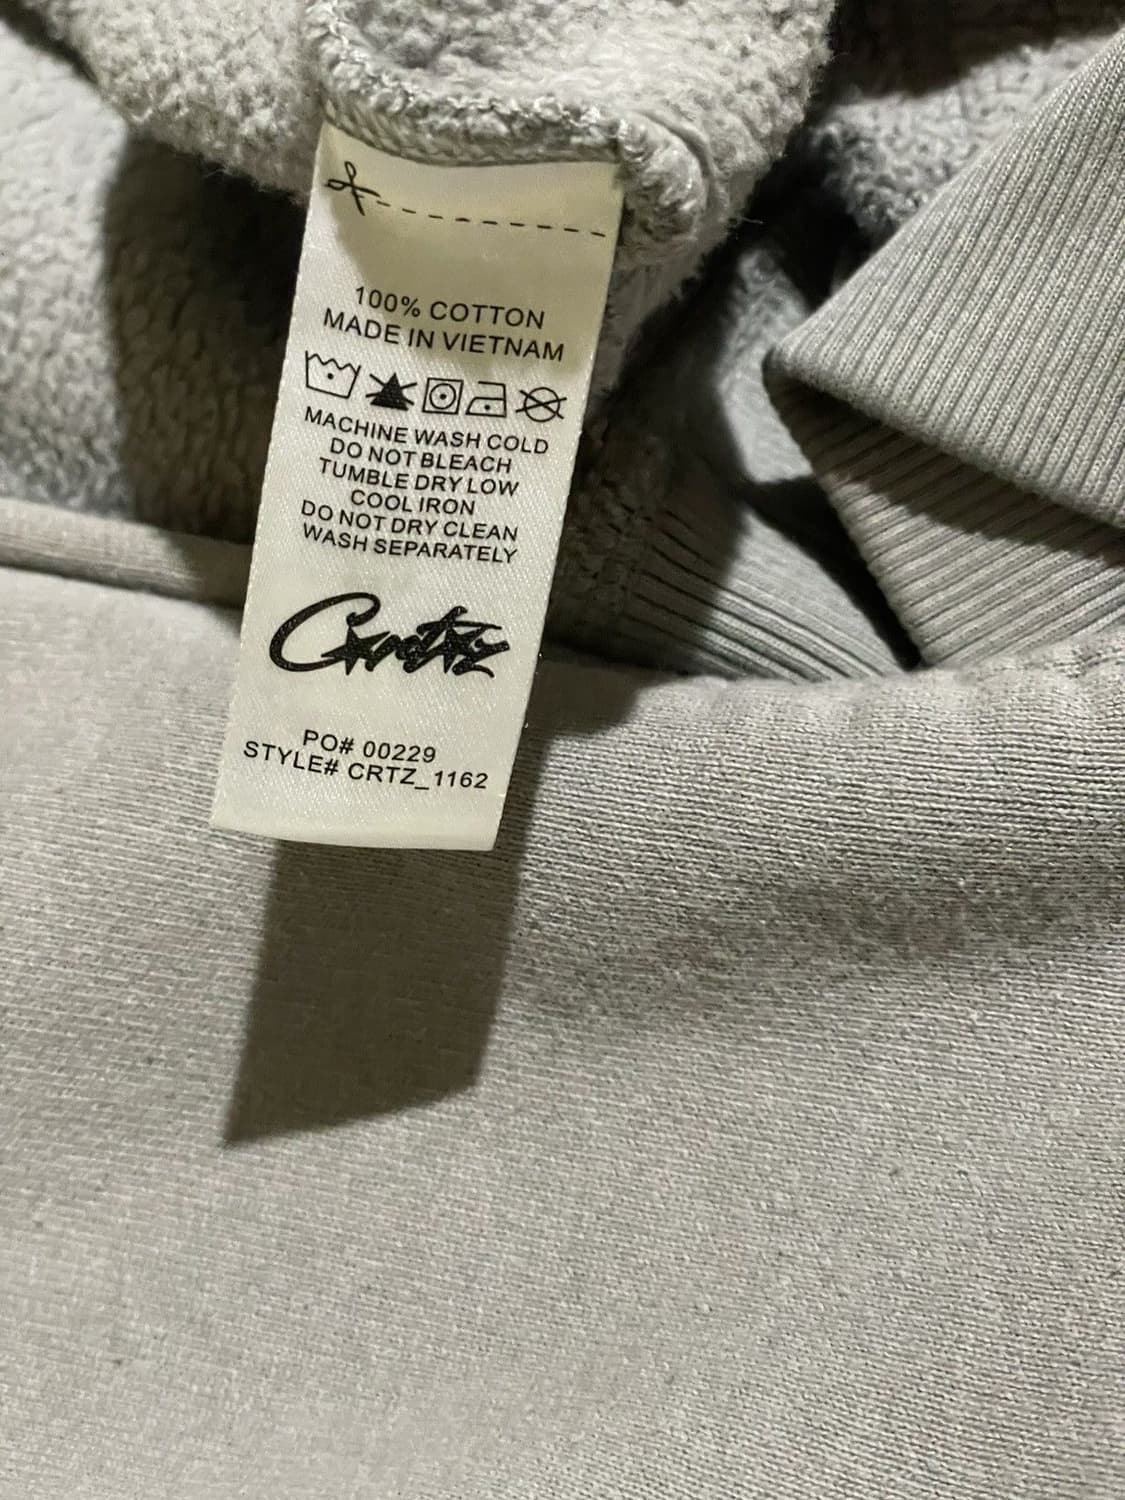 100% COTTON
MADE IN VIETNAM
MACHINE WASH COLD
DO NOT BLEACH
TUMBLE DRY LOW
COOL IRON
DO NOT DRY CLEAN
WASH SEPARATELY
Crrtz
PO# 00229
STYLE# CRTZ_1162